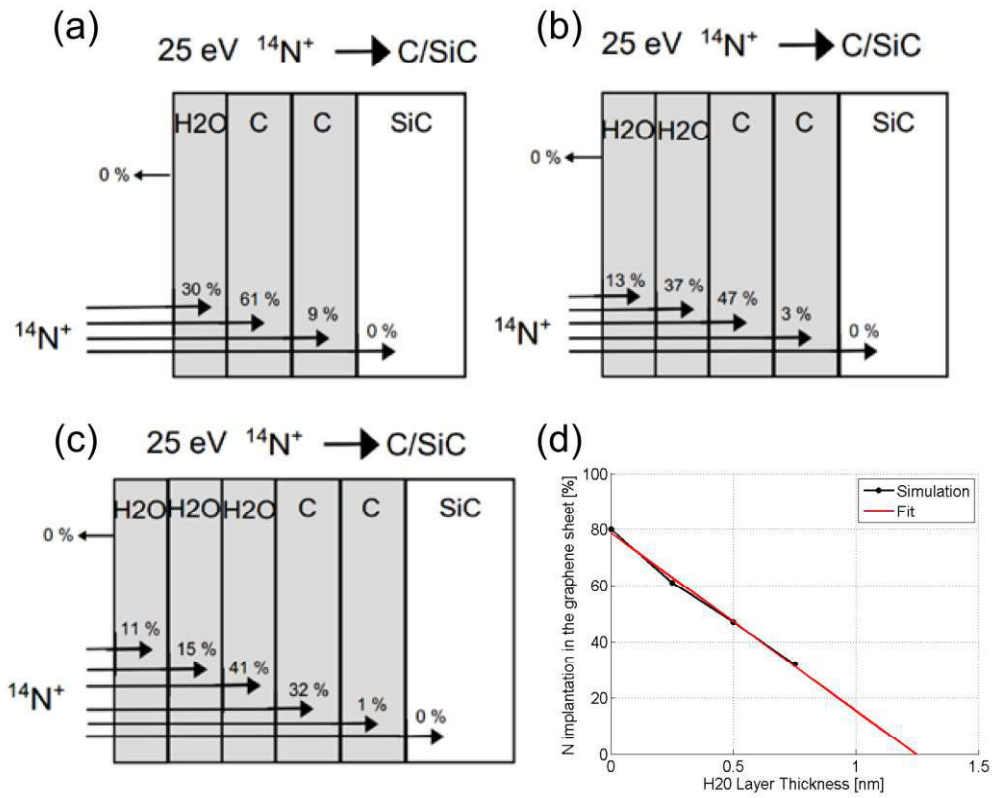 (a)
25 eV ¹⁴N⁺ C/SiC
H2O C C SiC
0 %
30 %
61 %
9 %
0 %
¹⁴N⁺
(b)
25 eV ¹⁴N⁺ C/SiC
H2O H2O C C SiC
0 %
13 %
37 %
47 %
3 %
0 %
¹⁴N⁺
(c)
25 eV ¹⁴N⁺ C/SiC
H2O H2O H2O C C SiC
0 %
11 %
15 %
41 %
32 %
1 %
0 %
¹⁴N⁺
(d)
N implantation in the graphene sheet [%]
100
80
60
40
20
0
Simulation
Fit
0 0.5 1 1.5
H20 Layer Thickness [nm]